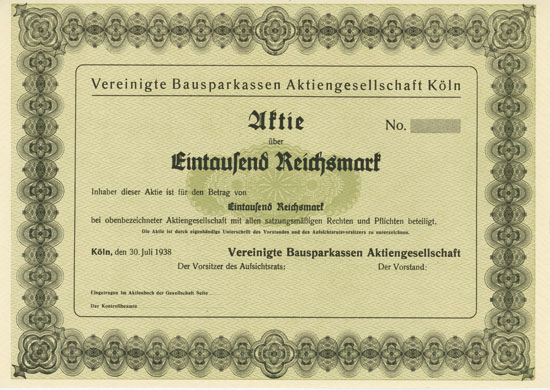 Vereinigte Bausparkassen Aktiengesellschaft Köln
Aktie
No.
über
Eintausend Reichsmark
Inhaber dieser Aktie ist für den Betrag von
Eintausend Reichsmark
bei obenbezeichneter Aktiengesellschaft mit allen satzungsmäßigen Rechten und Pflichten beteiligt.
Die Aktie ist durch eigenhändige Unterschrift des Vorstandes und des Aufsichtsratsvorsitzers zu unterzeichnen.
Köln, den 30. Juli 1938
Vereinigte Bausparkassen Aktiengesellschaft
Der Vorsitzer des Aufsichtsrats:
Der Vorstand:
Eingetragen im Aktienbuch der Gesellschaft Seite
Der Kontrollbeamte